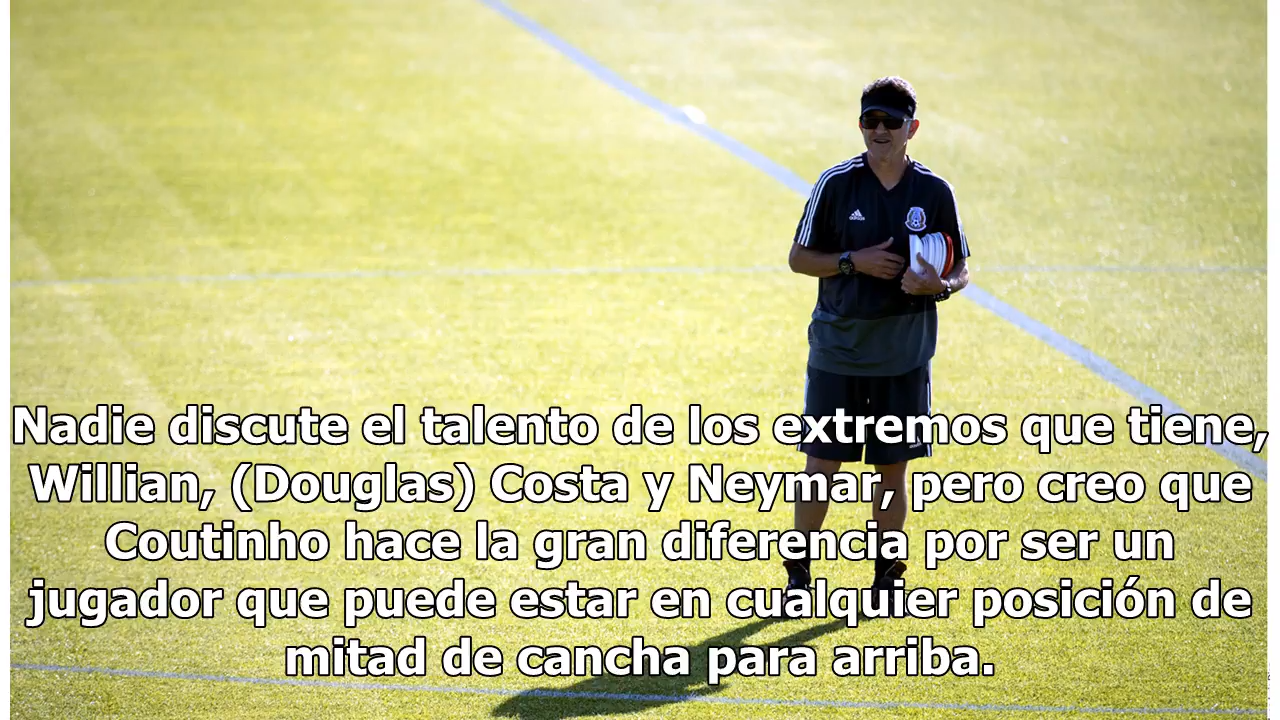 Nadie discute el talento de los extremos que tiene,
Willian, (Douglas) Costa y Neymar, pero creo que
Coutinho hace la gran diferencia por ser un
jugador que puede estar en cualquier posición de
mitad de cancha para arriba.